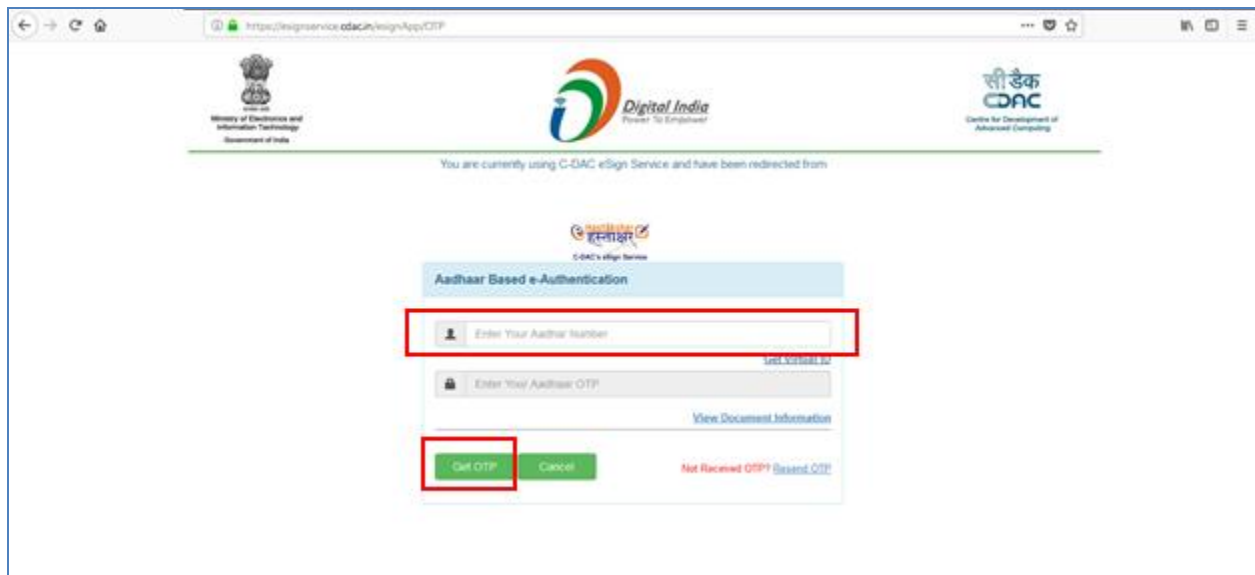 https://esignservice.cdac.in/esignApp/OTP
Ministry of Electronics and
Information Technology
Government of India
Digital India
Power To Empower
सी डैक
CDAC
Centre for Development of
Advanced Computing
You are currently using C-DAC eSign Service and have been redirected from
हस्ताक्षर
C-DAC's eSign Service
Aadhaar Based e-Authentication
Enter Your Aadhar Number
Get Virtual ID
Enter Your Aadhaar OTP
View Document Information
Get OTP Cancel Not Received OTP? Resend OTP